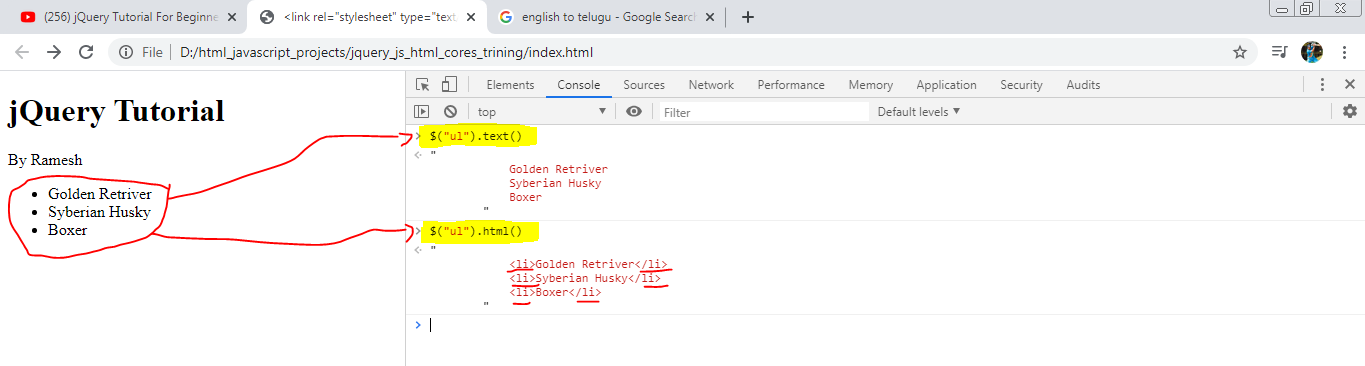 (256) jQuery Tutorial For Beginne
<link rel="stylesheet" type="text
english to telugu - Google Searc
File
D:/html_javascript_projects/jquery_js_html_cores_trining/index.html
jQuery Tutorial
By Ramesh
• Golden Retriver
• Syberian Husky
• Boxer
Elements Console Sources Network Performance Memory Application Security Audits
top Filter Default levels ▼
> $("ul").text()
"
Golden Retriver
Syberian Husky
Boxer
"
> $("ul").html()
"
<li>Golden Retriver</li>
<li>Syberian Husky</li>
<li>Boxer</li>
"
>